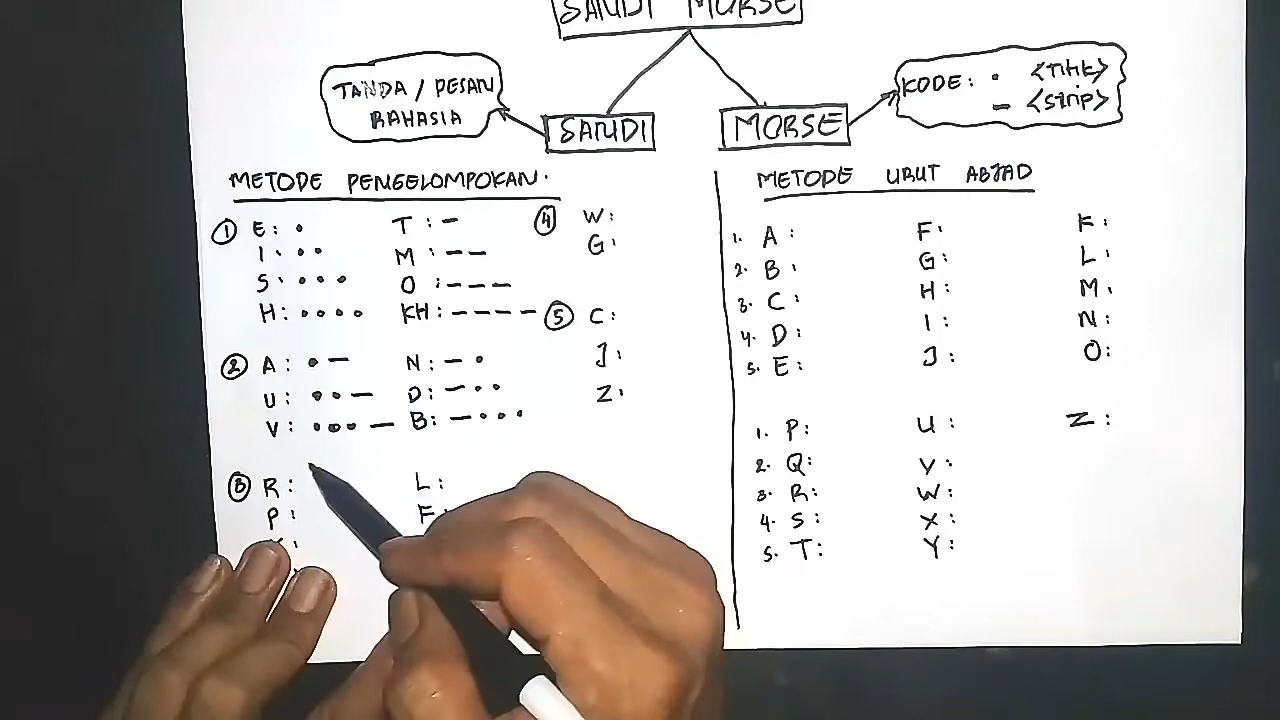 SANDI MORSE
TANDA / PESAN
RAHASIA
SANDI
MORSE
KODE: • <Titik>
– <strip>
METODE PENGELOMPOKAN.
1 E: •
I: ••
S: •••
H: ••••
T: –
M: – –
O: – – –
KH: – – – –
2 A: • –
U: • • –
V: • • • –
N: – •
D: – • •
B: – • • •
3 R:
P:
L:
F:
4 W:
G:
5 C:
J:
Z:
METODE URUT ABJAD
1. A:
2. B:
3. C:
4. D:
5. E:
F:
G:
H:
I:
J:
K:
L:
M.
N:
O:
1. P:
2. Q:
3. R:
4. S:
5. T:
U:
V:
W:
X:
Y:
Z: